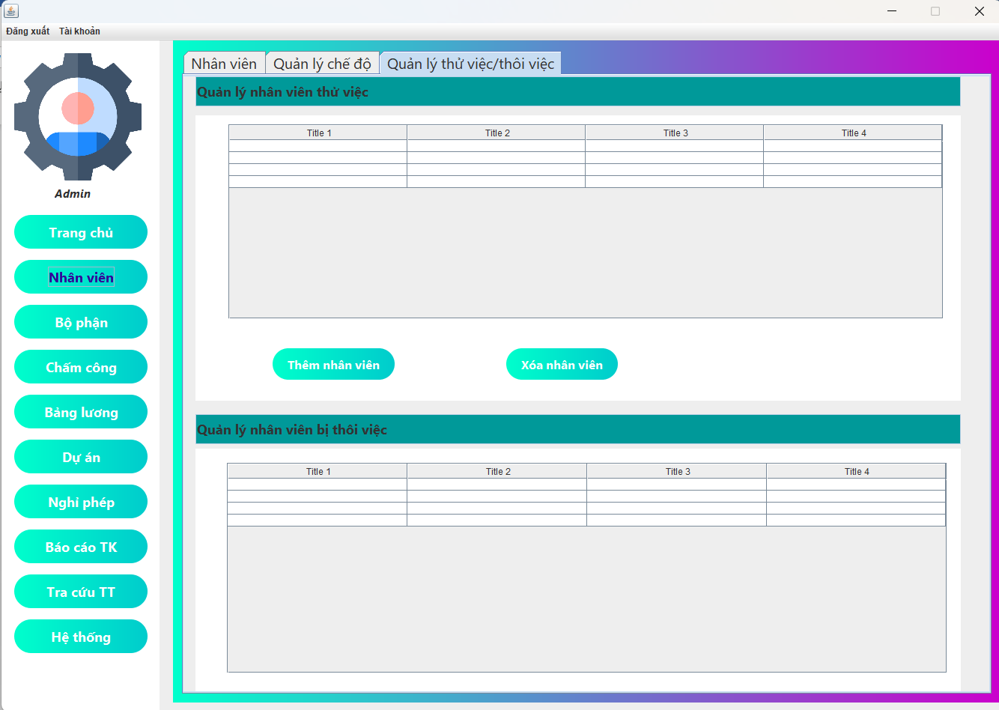 Đăng xuất Tài khoản
Nhân viên Quản lý chế độ Quản lý thử việc/thôi việc
Quản lý nhân viên thử việc
Title 1 Title 2 Title 3 Title 4
Admin
Trang chủ
Nhân viên
Bộ phận
Chấm công
Bảng lương
Dự án
Nghỉ phép
Báo cáo TK
Tra cứu TT
Hệ thống
Thêm nhân viên Xóa nhân viên
Quản lý nhân viên bị thôi việc
Title 1 Title 2 Title 3 Title 4